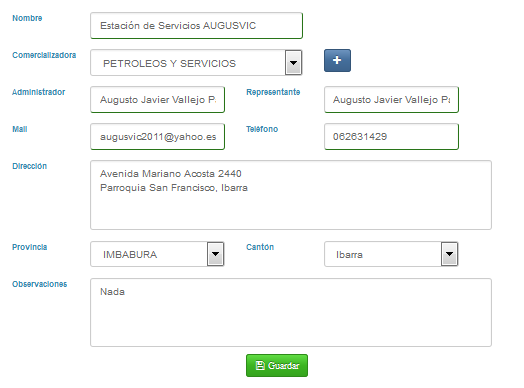 Nombre Estación de Servicios AUGUSVIC
Comercializadora PETROLEOS Y SERVICIOS
Administrador Augusto Javier Vallejo P Representante Augusto Javier Vallejo P
Mail augusvic2011@yahoo.es Teléfono 062631429
Dirección Avenida Mariano Acosta 2440
Parroquia San Francisco, Ibarra
Provincia IMBABURA Cantón Ibarra
Observaciones Nada
Guardar